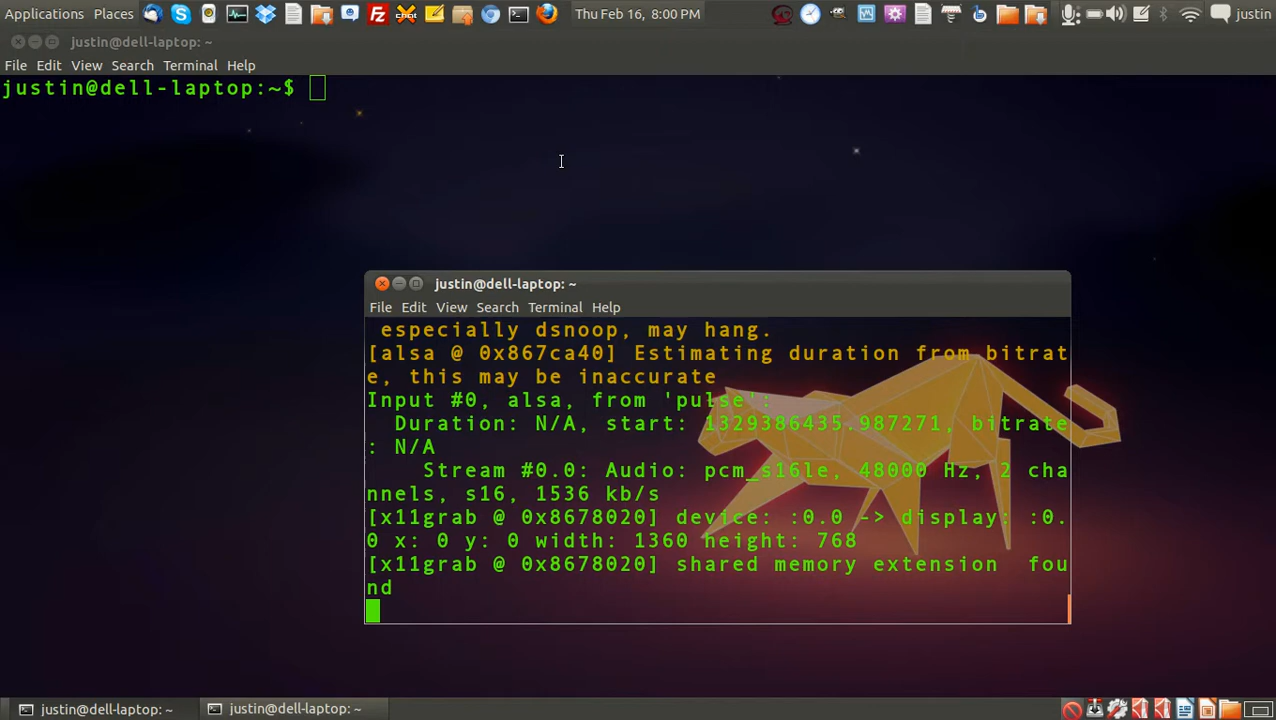 Applications Places Thu Feb 16, 8:00 PM justin
justin@dell-laptop: ~
File Edit View Search Terminal Help
justin@dell-laptop:~$
justin@dell-laptop: ~
File Edit View Search Terminal Help
especially dsnoop, may hang.
[alsa @ 0x867ca40] Estimating duration from bitrat
e, this may be inaccurate
Input #0, alsa, from 'pulse':
Duration: N/A, start: 1329386435.987271, bitrate
: N/A
Stream #0.0: Audio: pcm_s16le, 48000 Hz, 2 cha
nnels, s16, 1536 kb/s
[x11grab @ 0x8678020] device: :0.0 -> display: :0.
0 x: 0 y: 0 width: 1360 height: 768
[x11grab @ 0x8678020] shared memory extension  fou
nd
justin@dell-laptop: ~ justin@dell-laptop: ~